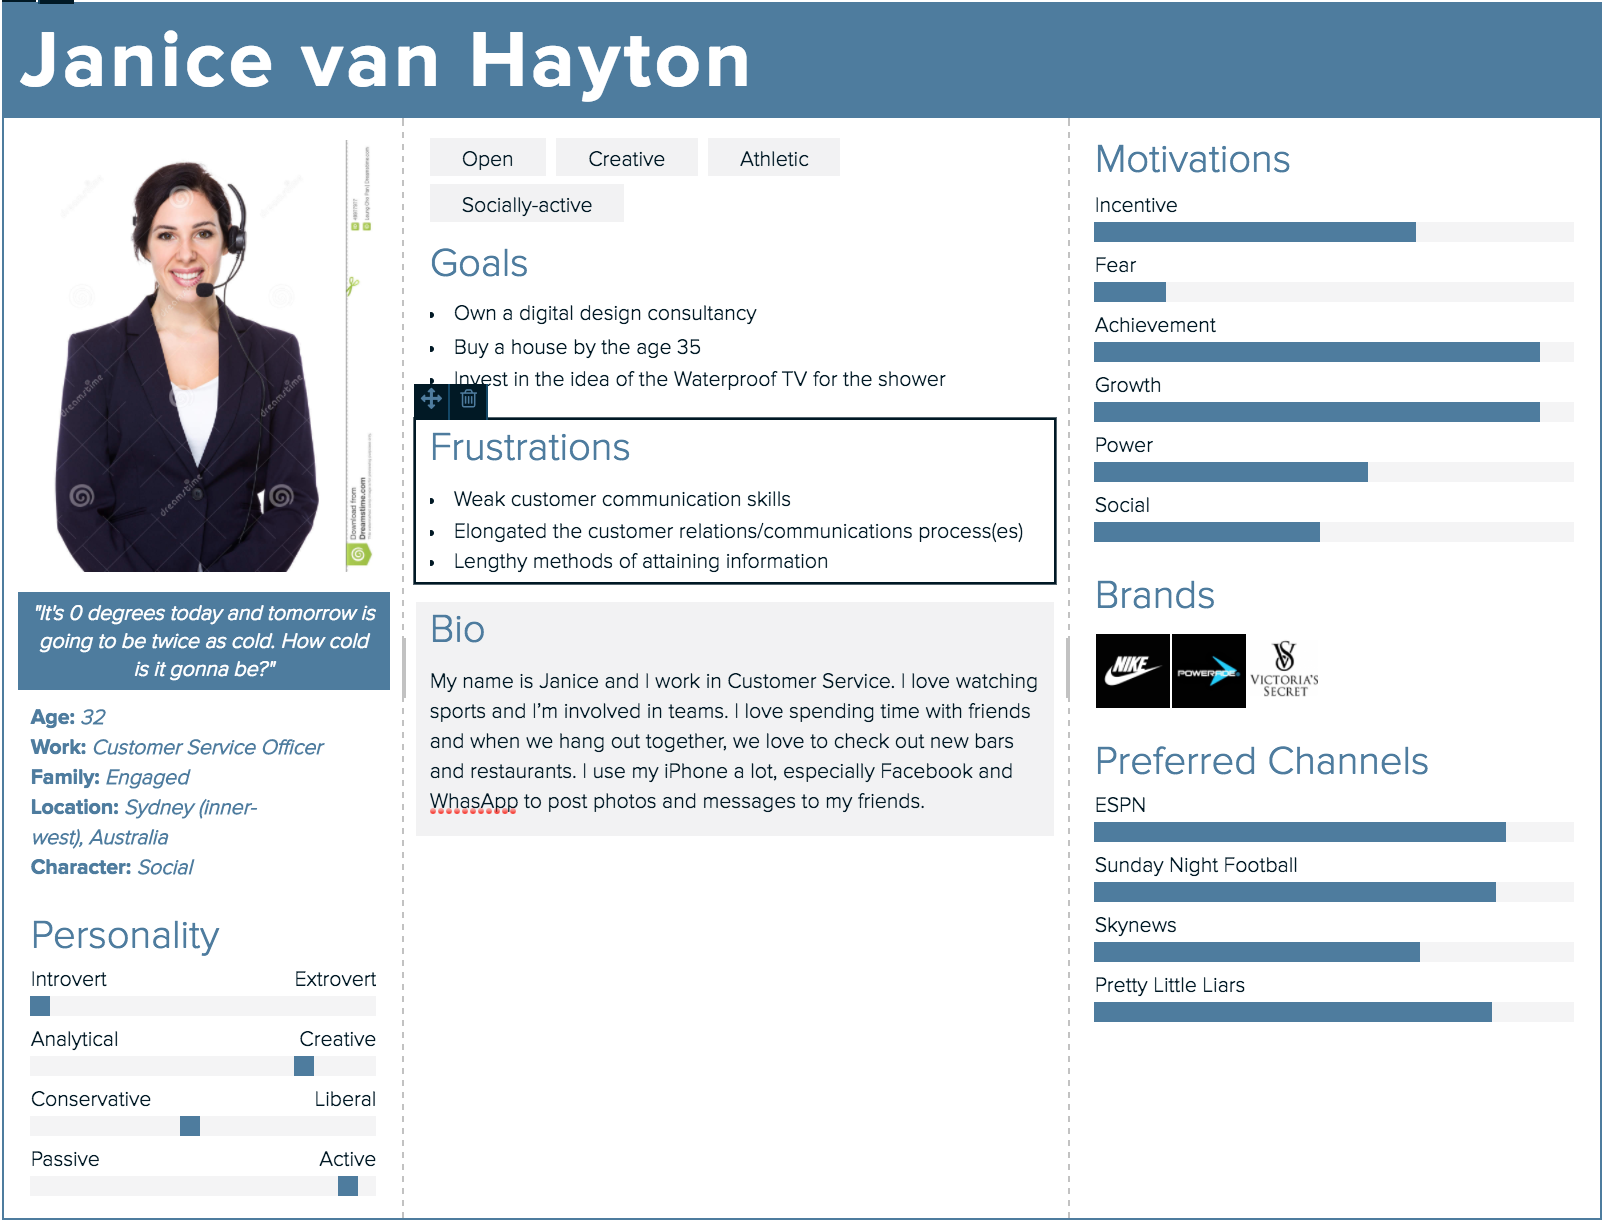 Janice van Hayton
dreamstime
dreamstime
dreamstime
Download from
Dreamstime.com
"It's 0 degrees today and tomorrow is
going to be twice as cold. How cold
is it gonna be?"
Age: 32
Work: Customer Service Officer
Family: Engaged
Location: Sydney (inner-
west), Australia
Character: Social
Personality
Introvert Extrovert
Analytical Creative
Conservative Liberal
Passive Active
Open Creative Athletic
Socially-active
Goals
• Own a digital design consultancy
• Buy a house by the age 35
• Invest in the idea of the Waterproof TV for the shower
Frustrations
• Weak customer communication skills
• Elongated the customer relations/communications process(es)
• Lengthy methods of attaining information
Bio
My name is Janice and I work in Customer Service. I love watching
sports and I'm involved in teams. I love spending time with friends
and when we hang out together, we love to check out new bars
and restaurants. I use my iPhone a lot, especially Facebook and
WhasApp to post photos and messages to my friends.
Motivations
Incentive
Fear
Achievement
Growth
Power
Social
Brands
NIKE
POWERADE
VS
VICTORIA'S
SECRET
Preferred Channels
ESPN
Sunday Night Football
Skynews
Pretty Little Liars